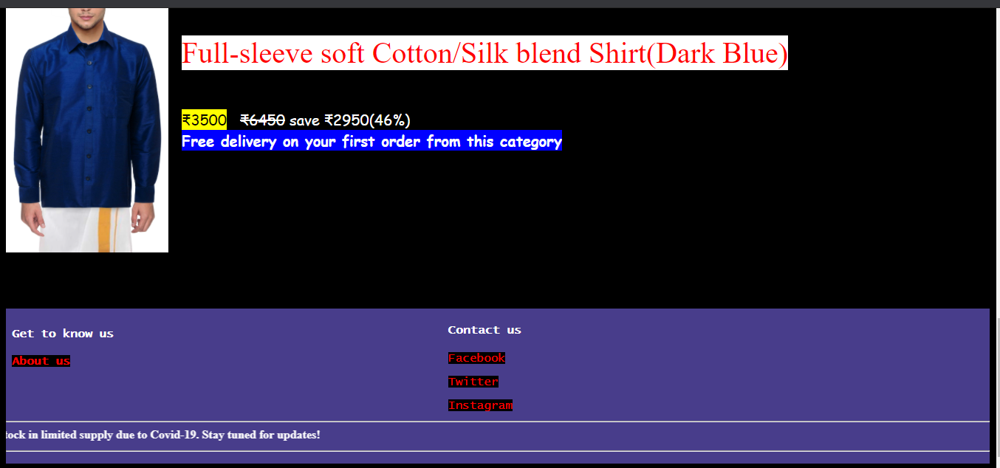 Full-sleeve soft Cotton/Silk blend Shirt(Dark Blue)
₹3500 ₹6450 save ₹2950(46%)
Free delivery on your first order from this category
Get to know us
About us
Contact us
Facebook
Twitter
Instagram
in limited supply due to Covid-19. Stay tuned for updates!